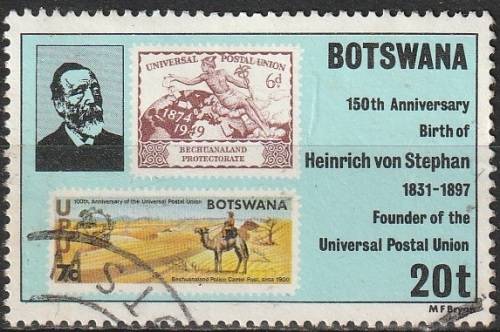 BOTSWANA
150th Anniversary
Birth of
Heinrich von Stephan
1831-1897
Founder of the
Universal Postal Union
20t
M F Bryan
UNIVERSAL POSTAL UNION
6d
1874
1949
BECHUANALAND
PROTECTORATE
100th Anniversary of the Universal Postal Union
BOTSWANA
UPU
7c
Bechuanaland Police Camel Post, circa 1900